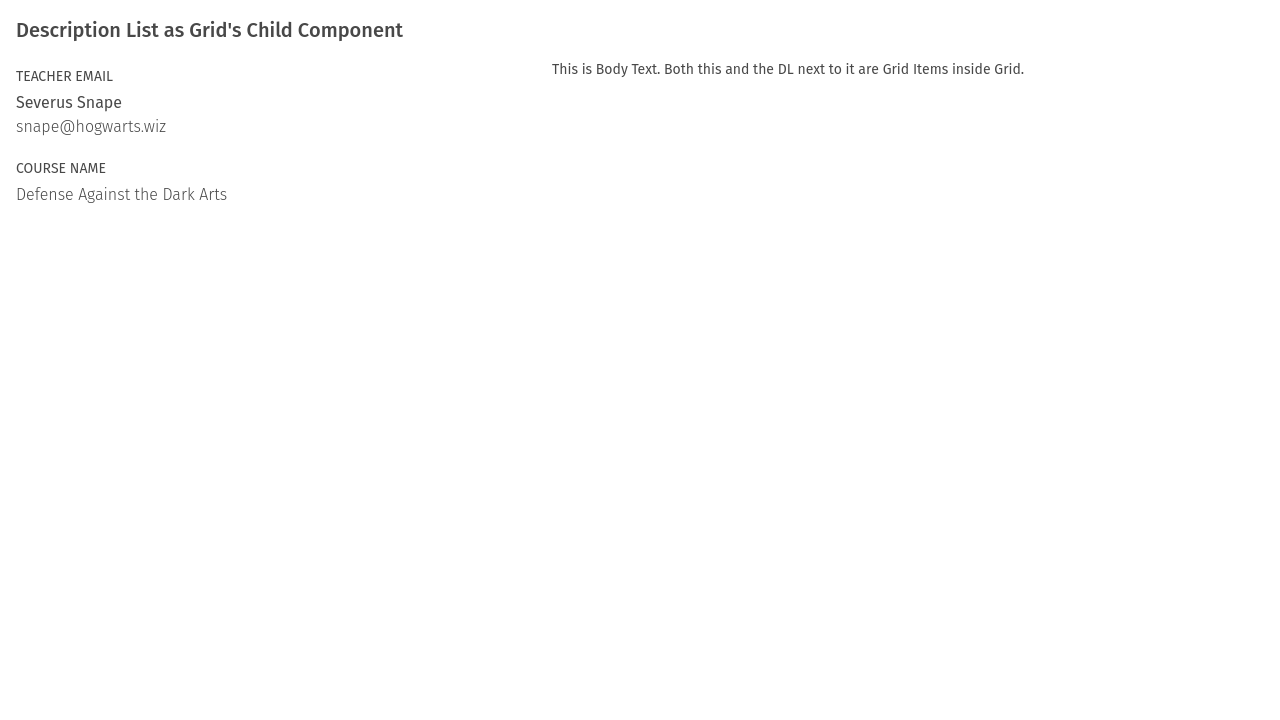 Description List as Grid's Child Component
TEACHER EMAIL
Severus Snape
snape@hogwarts.wiz
COURSE NAME
Defense Against the Dark Arts
This is Body Text. Both this and the DL next to it are Grid Items inside Grid.